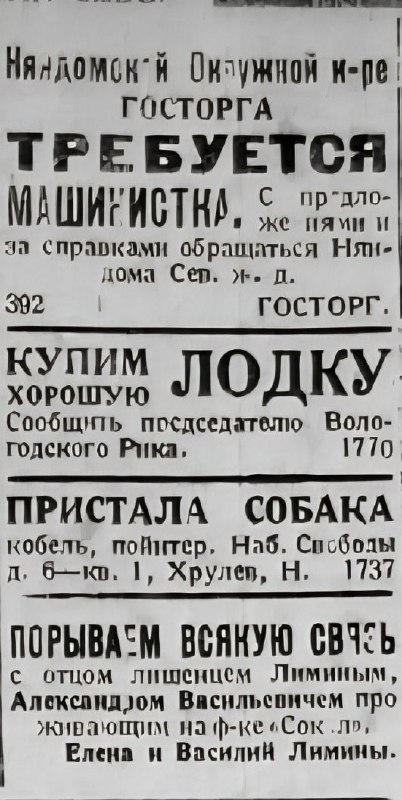 Няндомской Окружной к-ре
ГОСТОРГА
ТРЕБУЕТСЯ
МАШИНИСТКА. С предло-
жениями и
за справками обращаться Нян-
дома Сев. ж. д.
392 ГОСТОРГ.
КУПИМ ЛОДКУ
ХОРОШУЮ
Сообщить председателю Воло-
годского Рика. 1770
ПРИСТАЛА СОБАКА
кобель, пойнтер. Наб. Свободы
д. 6—кв. 1, Хрулев, Н. 1737
ПОРЫВАЕМ ВСЯКУЮ СВЯЗЬ
с отцом лишенцем Лиминым,
Александром Васильевичем про
живающим на ф-ке «Сокол».
Елена и Василий Лимины.